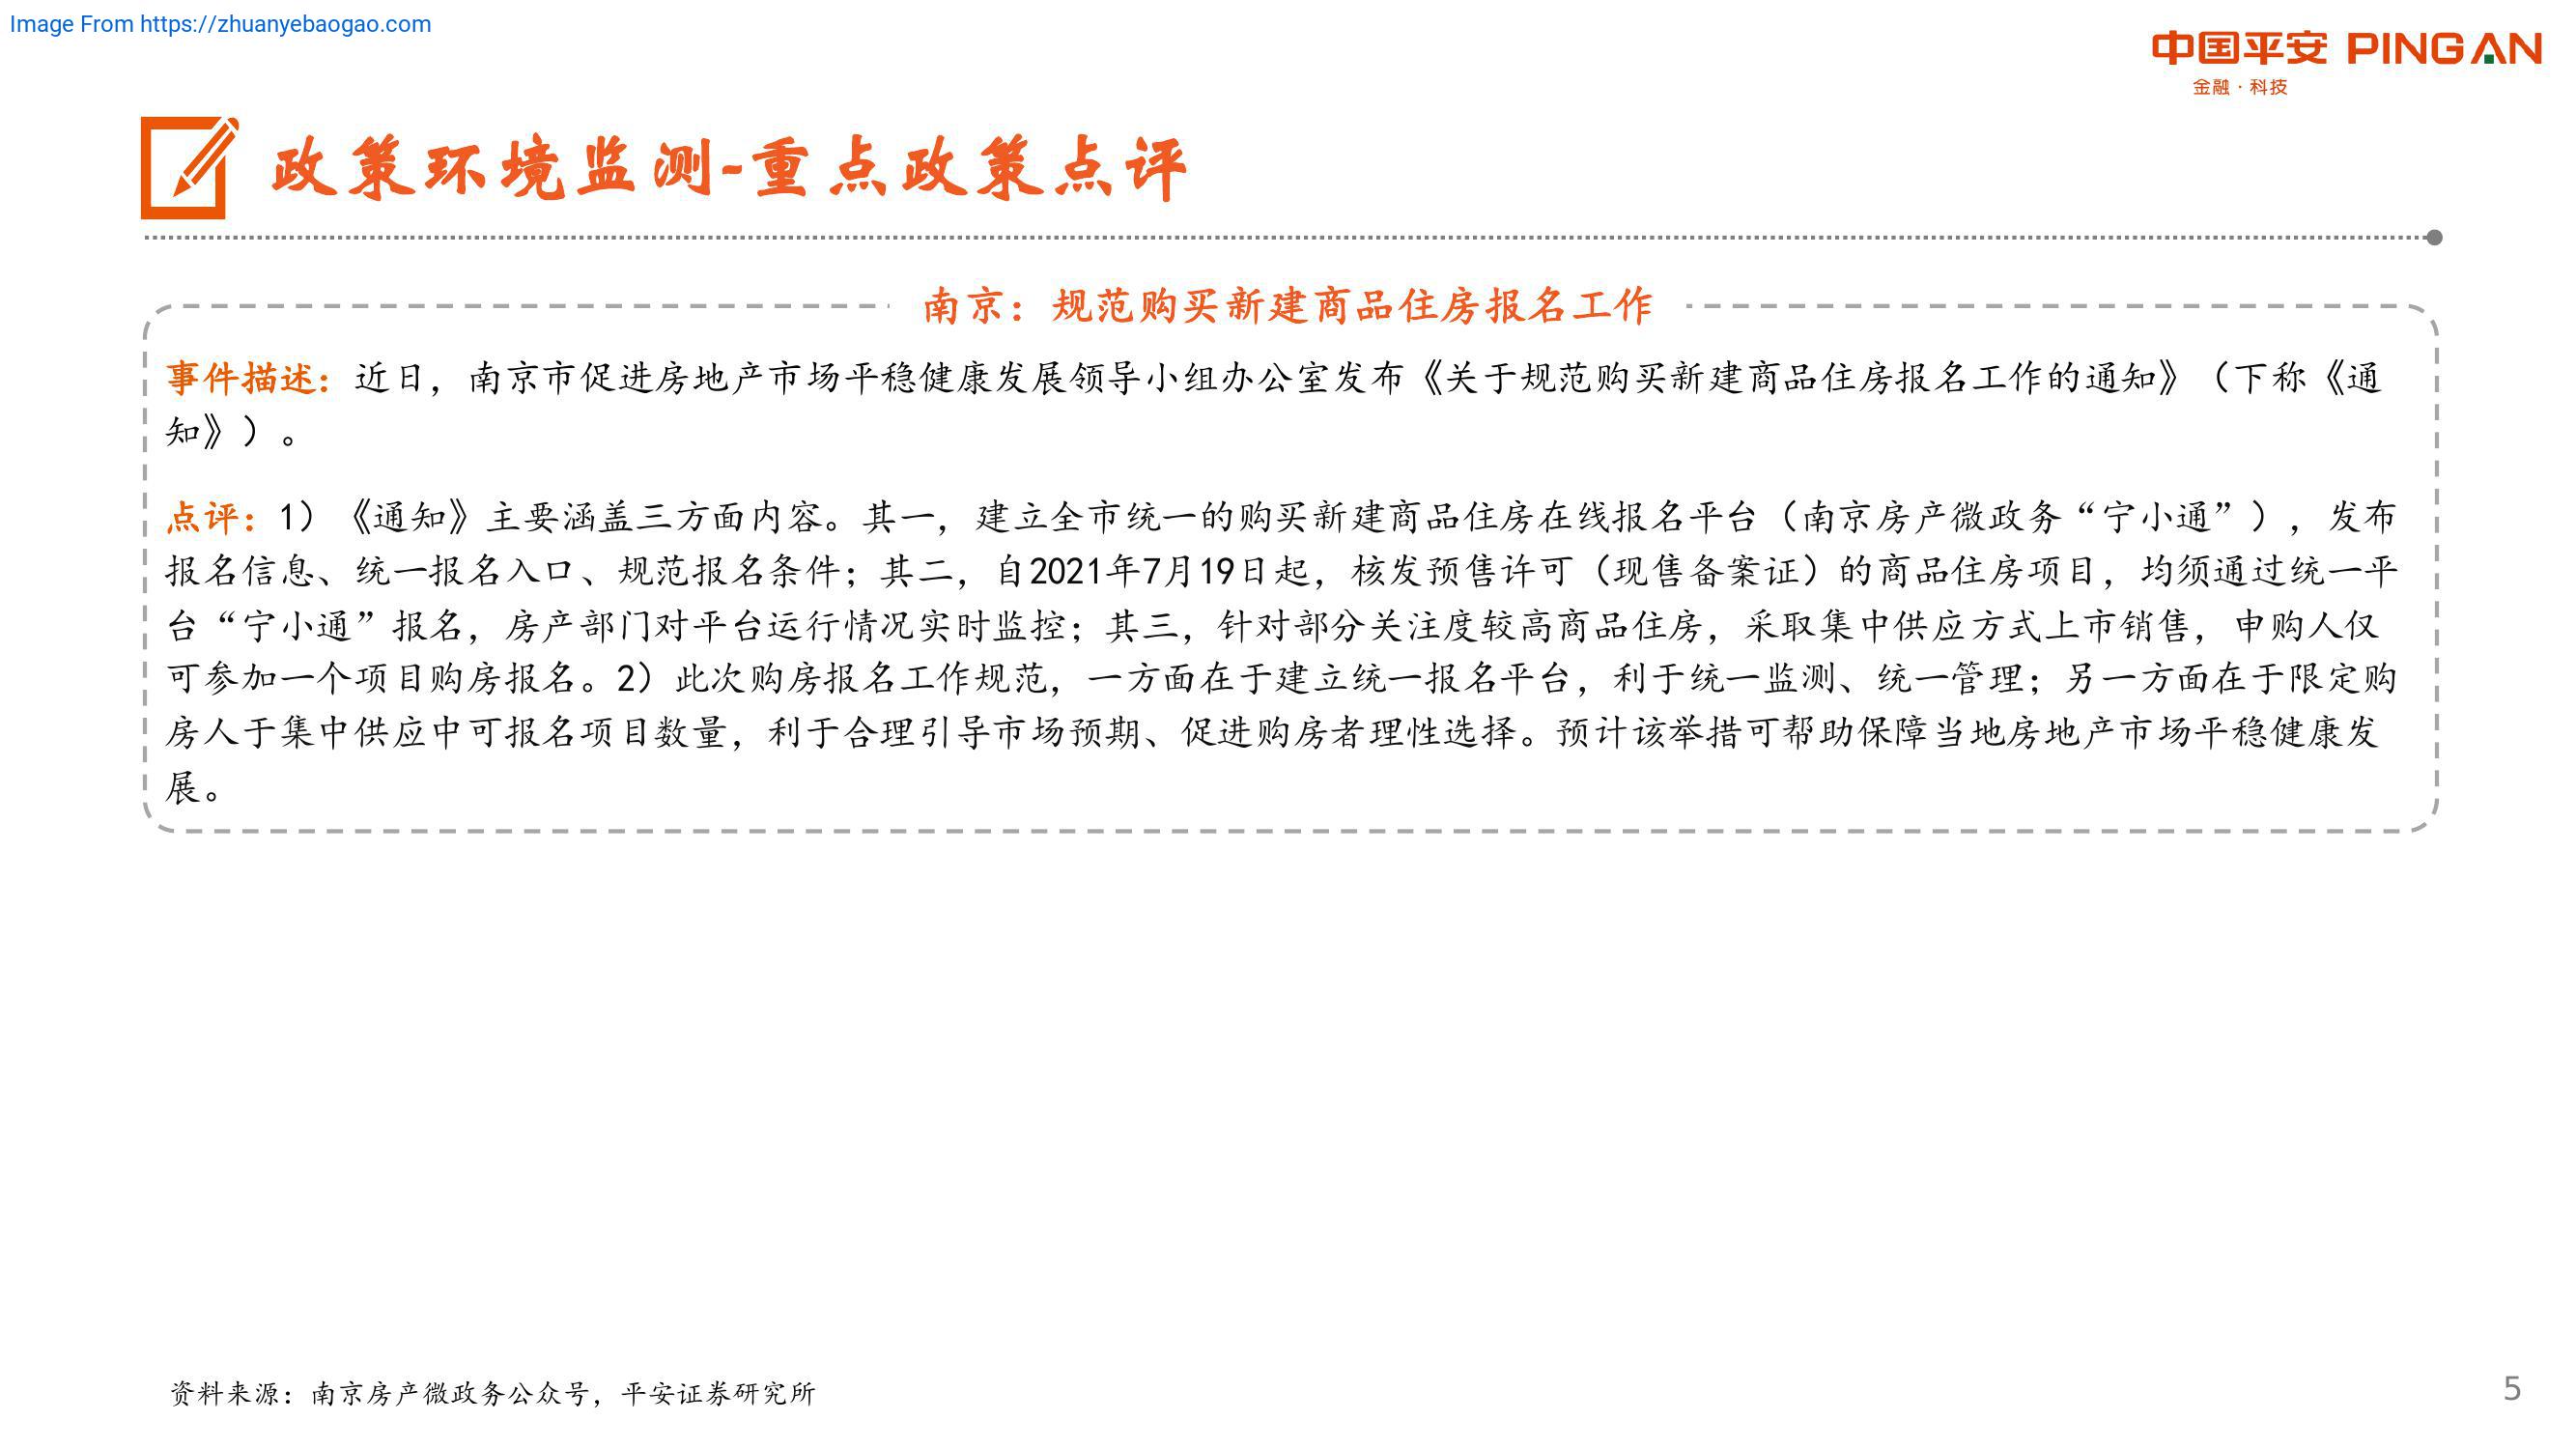 Image From https://zhuanyebaogao.com
中国平安 PINGAN
金融·科技
政策环境监测-重点政策点评
南京：规范购买新建商品住房报名工作
事件描述：近日，南京市促进房地产市场平稳健康发展领导小组办公室发布《关于规范购买新建商品住房报名工作的通知》（下称《通
知》）。
点评：1）《通知》主要涵盖三方面内容。其一，建立全市统一的购买新建商品住房在线报名平台（南京房产微政务“宁小通”），发布
报名信息、统一报名入口、规范报名条件；其二，自2021年7月19日起，核发预售许可（现售备案证）的商品住房项目，均须通过统一平
台“宁小通”报名，房产部门对平台运行情况实时监控；其三，针对部分关注度较高商品住房，采取集中供应方式上市销售，申购人仅
可参加一个项目购房报名。2）此次购房报名工作规范，一方面在于建立统一报名平台，利于统一监测、统一管理；另一方面在于限定购
房人于集中供应中可报名项目数量，利于合理引导市场预期、促进购房者理性选择。预计该举措可帮助保障当地房地产市场平稳健康发
展。
资料来源：南京房产微政务公众号，平安证券研究所
5